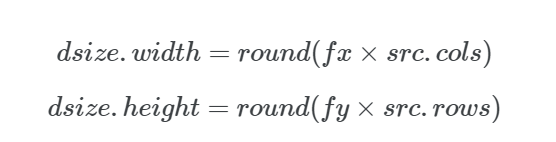 dsize.width = round(fx × src.cols)
dsize.height = round(fy × src.rows)